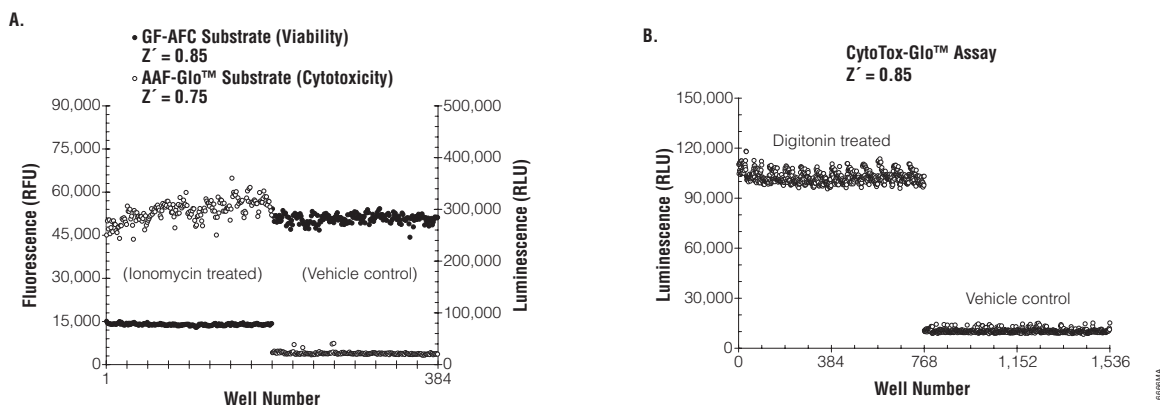 A.
● GF-AFC Substrate (Viability)
Z´ = 0.85
○ AAF-Glo™ Substrate (Cytotoxicity)
Z´ = 0.75
90,000
75,000
60,000
45,000
30,000
15,000
0
Fluorescence (RFU)
500,000
400,000
300,000
200,000
100,000
0
Luminescence (RLU)
(Ionomycin treated)
(Vehicle control)
1
384
Well Number
B.
CytoTox-Glo™ Assay
Z´ = 0.85
150,000
120,000
90,000
60,000
30,000
0
Luminescence (RLU)
Digitonin treated
Vehicle control
0
384
768
1,152
1,536
Well Number
6666MA